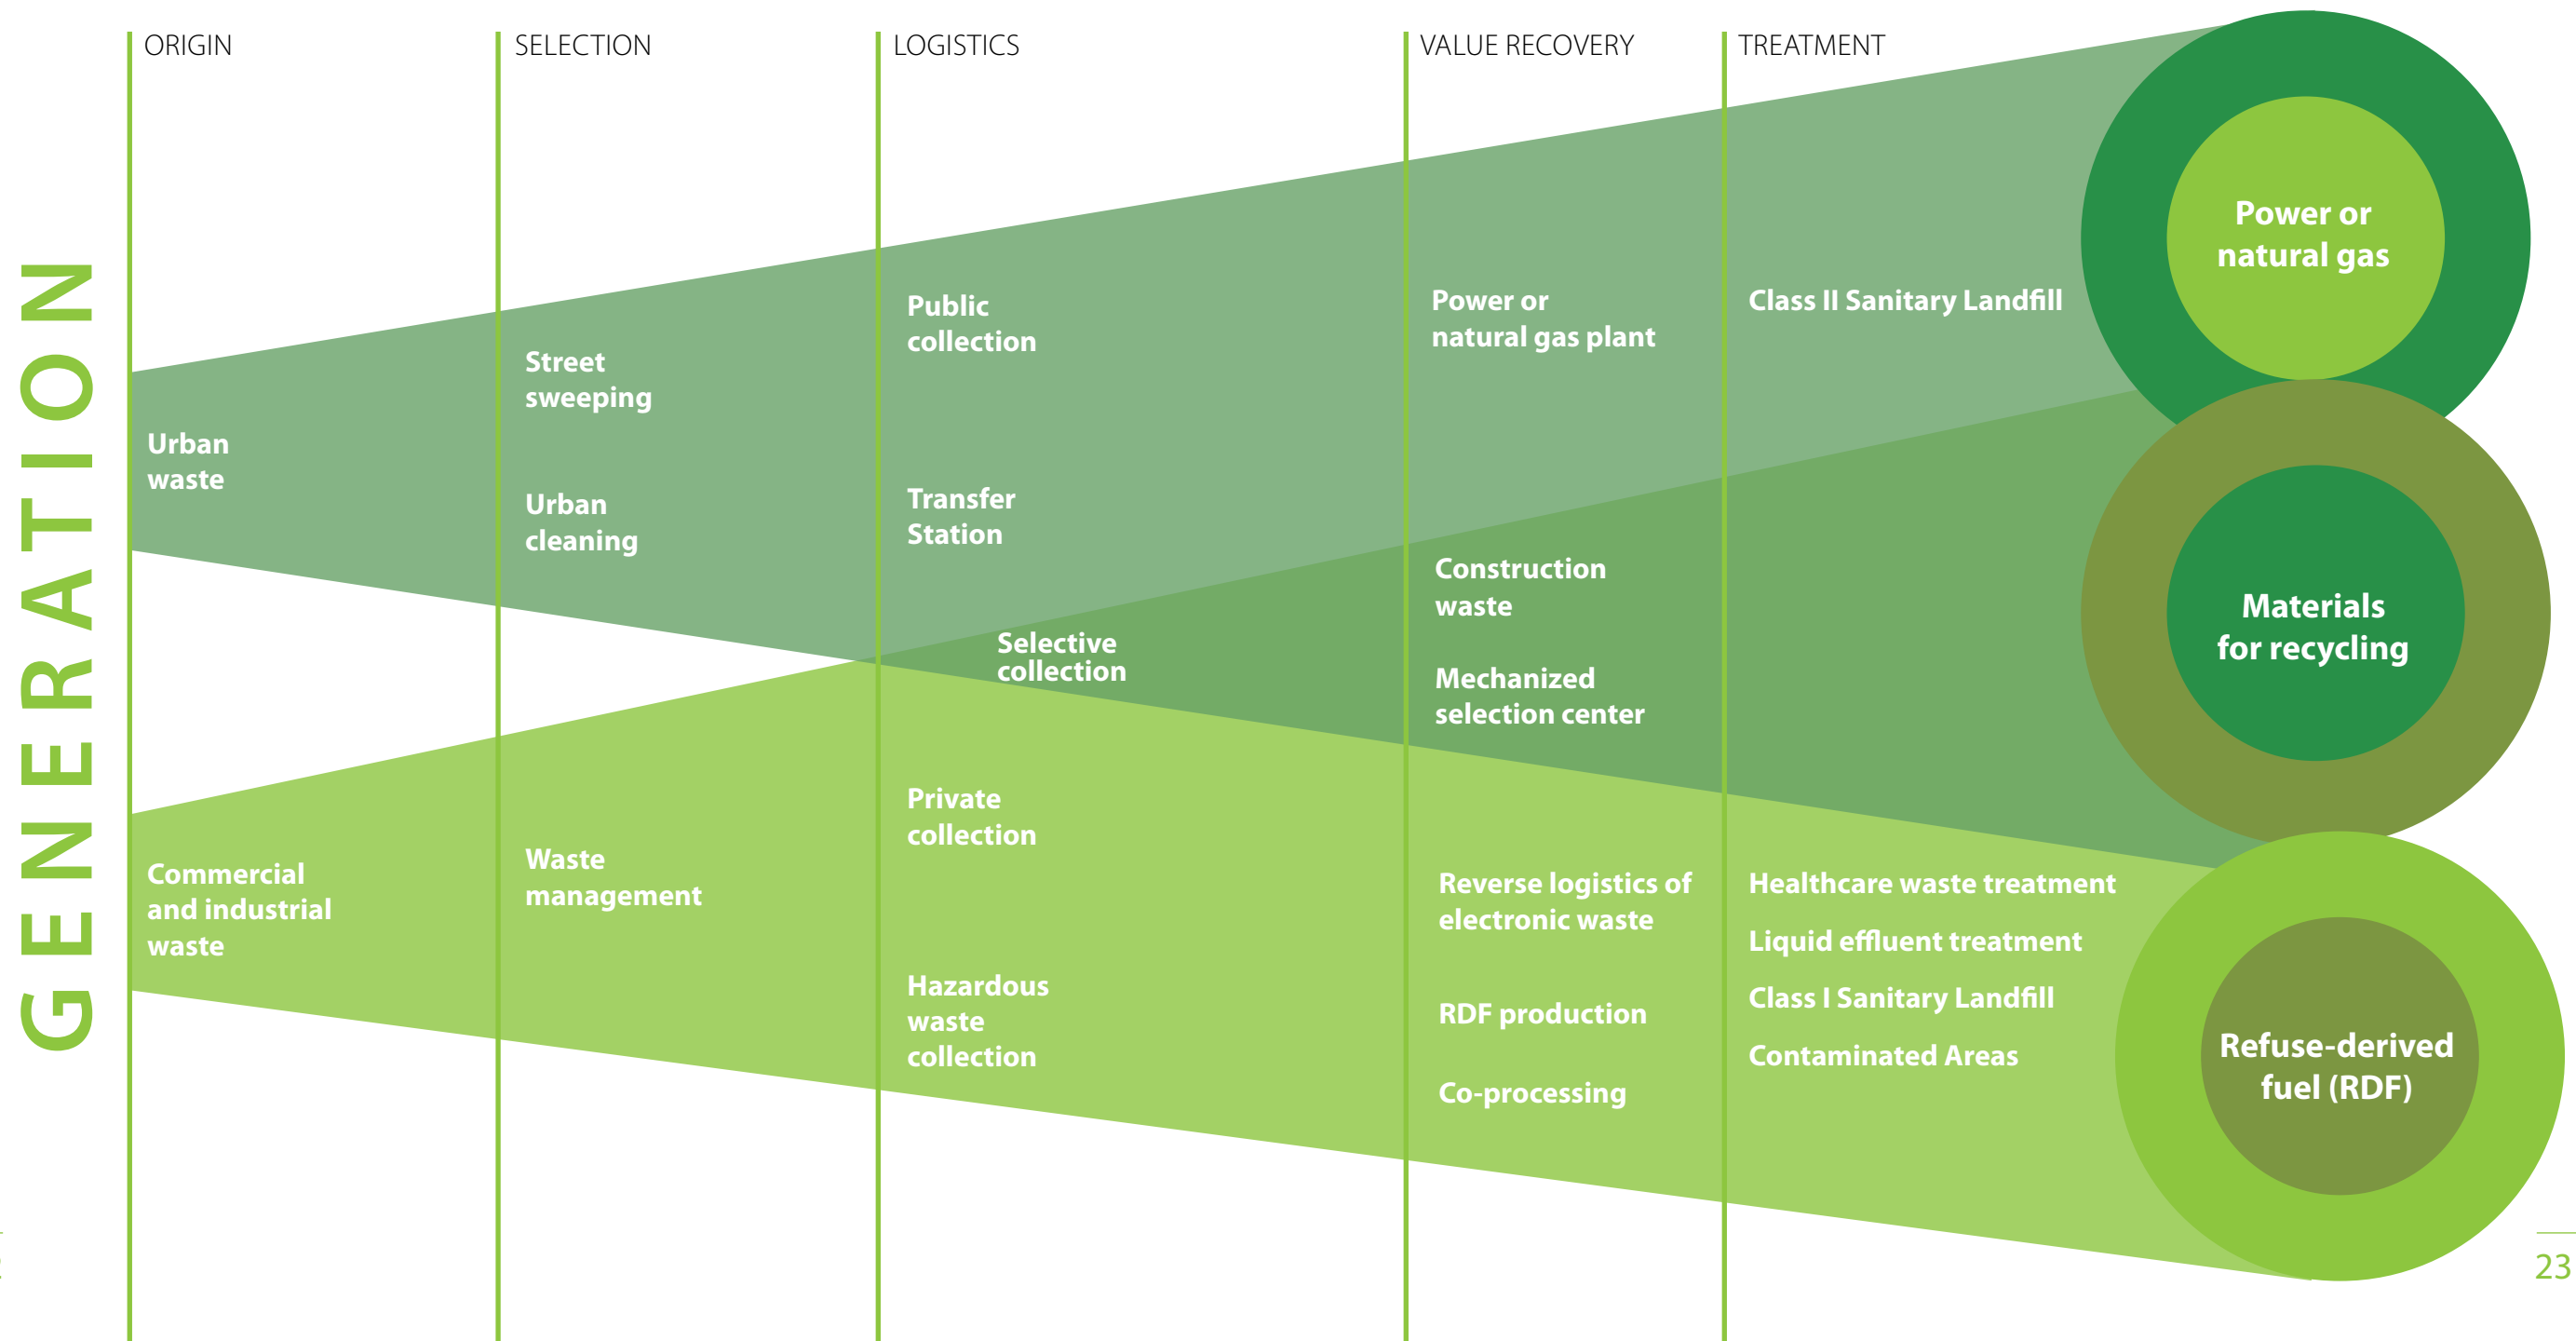 GENERATION
ORIGIN
Urban
waste
Commercial
and industrial
waste
SELECTION
Street
sweeping
Urban
cleaning
Waste
management
LOGISTICS
Public
collection
Transfer
Station
Selective
collection
Private
collection
Hazardous
waste
collection
VALUE RECOVERY
Power or
natural gas plant
Construction
waste
Mechanized
selection center
Reverse logistics of
electronic waste
RDF production
Co-processing
TREATMENT
Class II Sanitary Landfill
Healthcare waste treatment
Liquid effluent treatment
Class I Sanitary Landfill
Contaminated Areas
Power or
natural gas
Materials
for recycling
Refuse-derived
fuel (RDF)
23